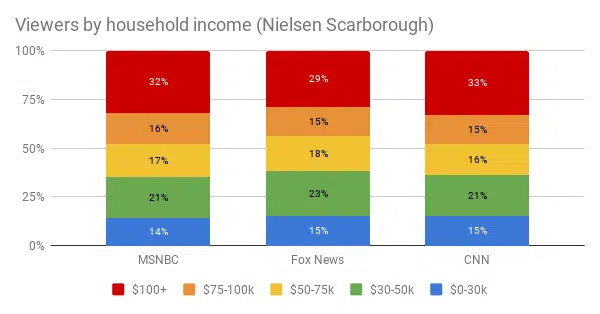 Viewers by household income (Nielsen Scarborough)
100%
32% 29% 33%
75%
16% 15% 15%
50%
17% 18% 16%
25%
21% 23% 21%
14% 15% 15%
0%
MSNBC Fox News CNN
$100+ $75-100k $50-75k $30-50k $0-30k